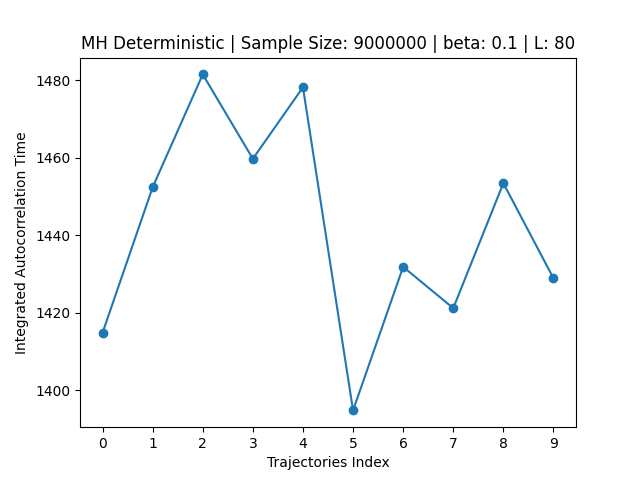 MH Deterministic | Sample Size: 9000000 | beta: 0.1 | L: 80
Integrated Autocorrelation Time
1480
1460
1440
1420
1400
0 1 2 3 4 5 6 7 8 9
Trajectories Index